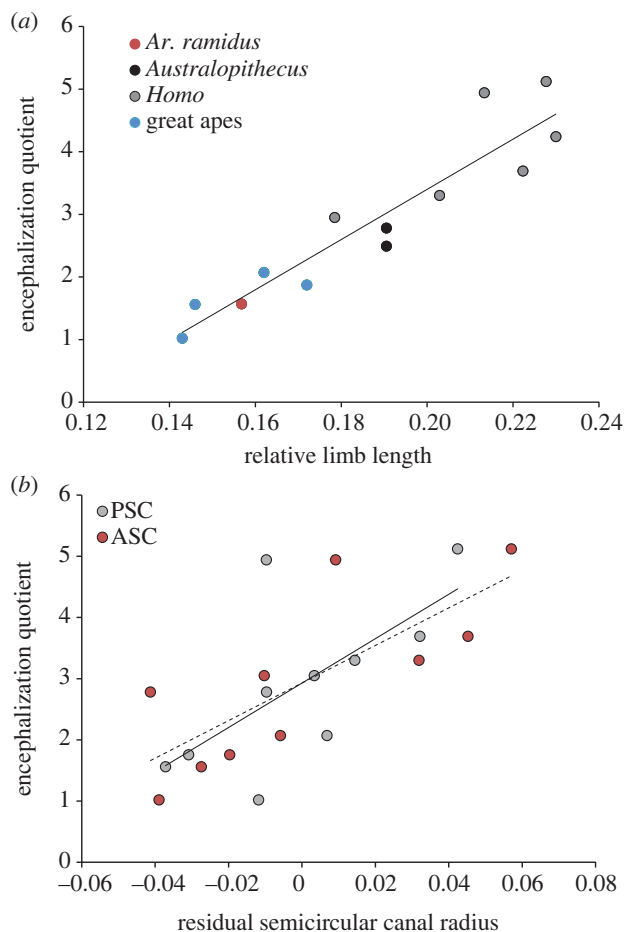 (a)
6
5
4
3
2
1
0
encephalization quotient
Ar. ramidus
Australopithecus
Homo
great apes
0.12 0.14 0.16 0.18 0.20 0.22 0.24
relative limb length
(b)
6
5
4
3
2
1
0
encephalization quotient
PSC
ASC
–0.06 –0.04 –0.02 0 0.02 0.04 0.06 0.08
residual semicircular canal radius